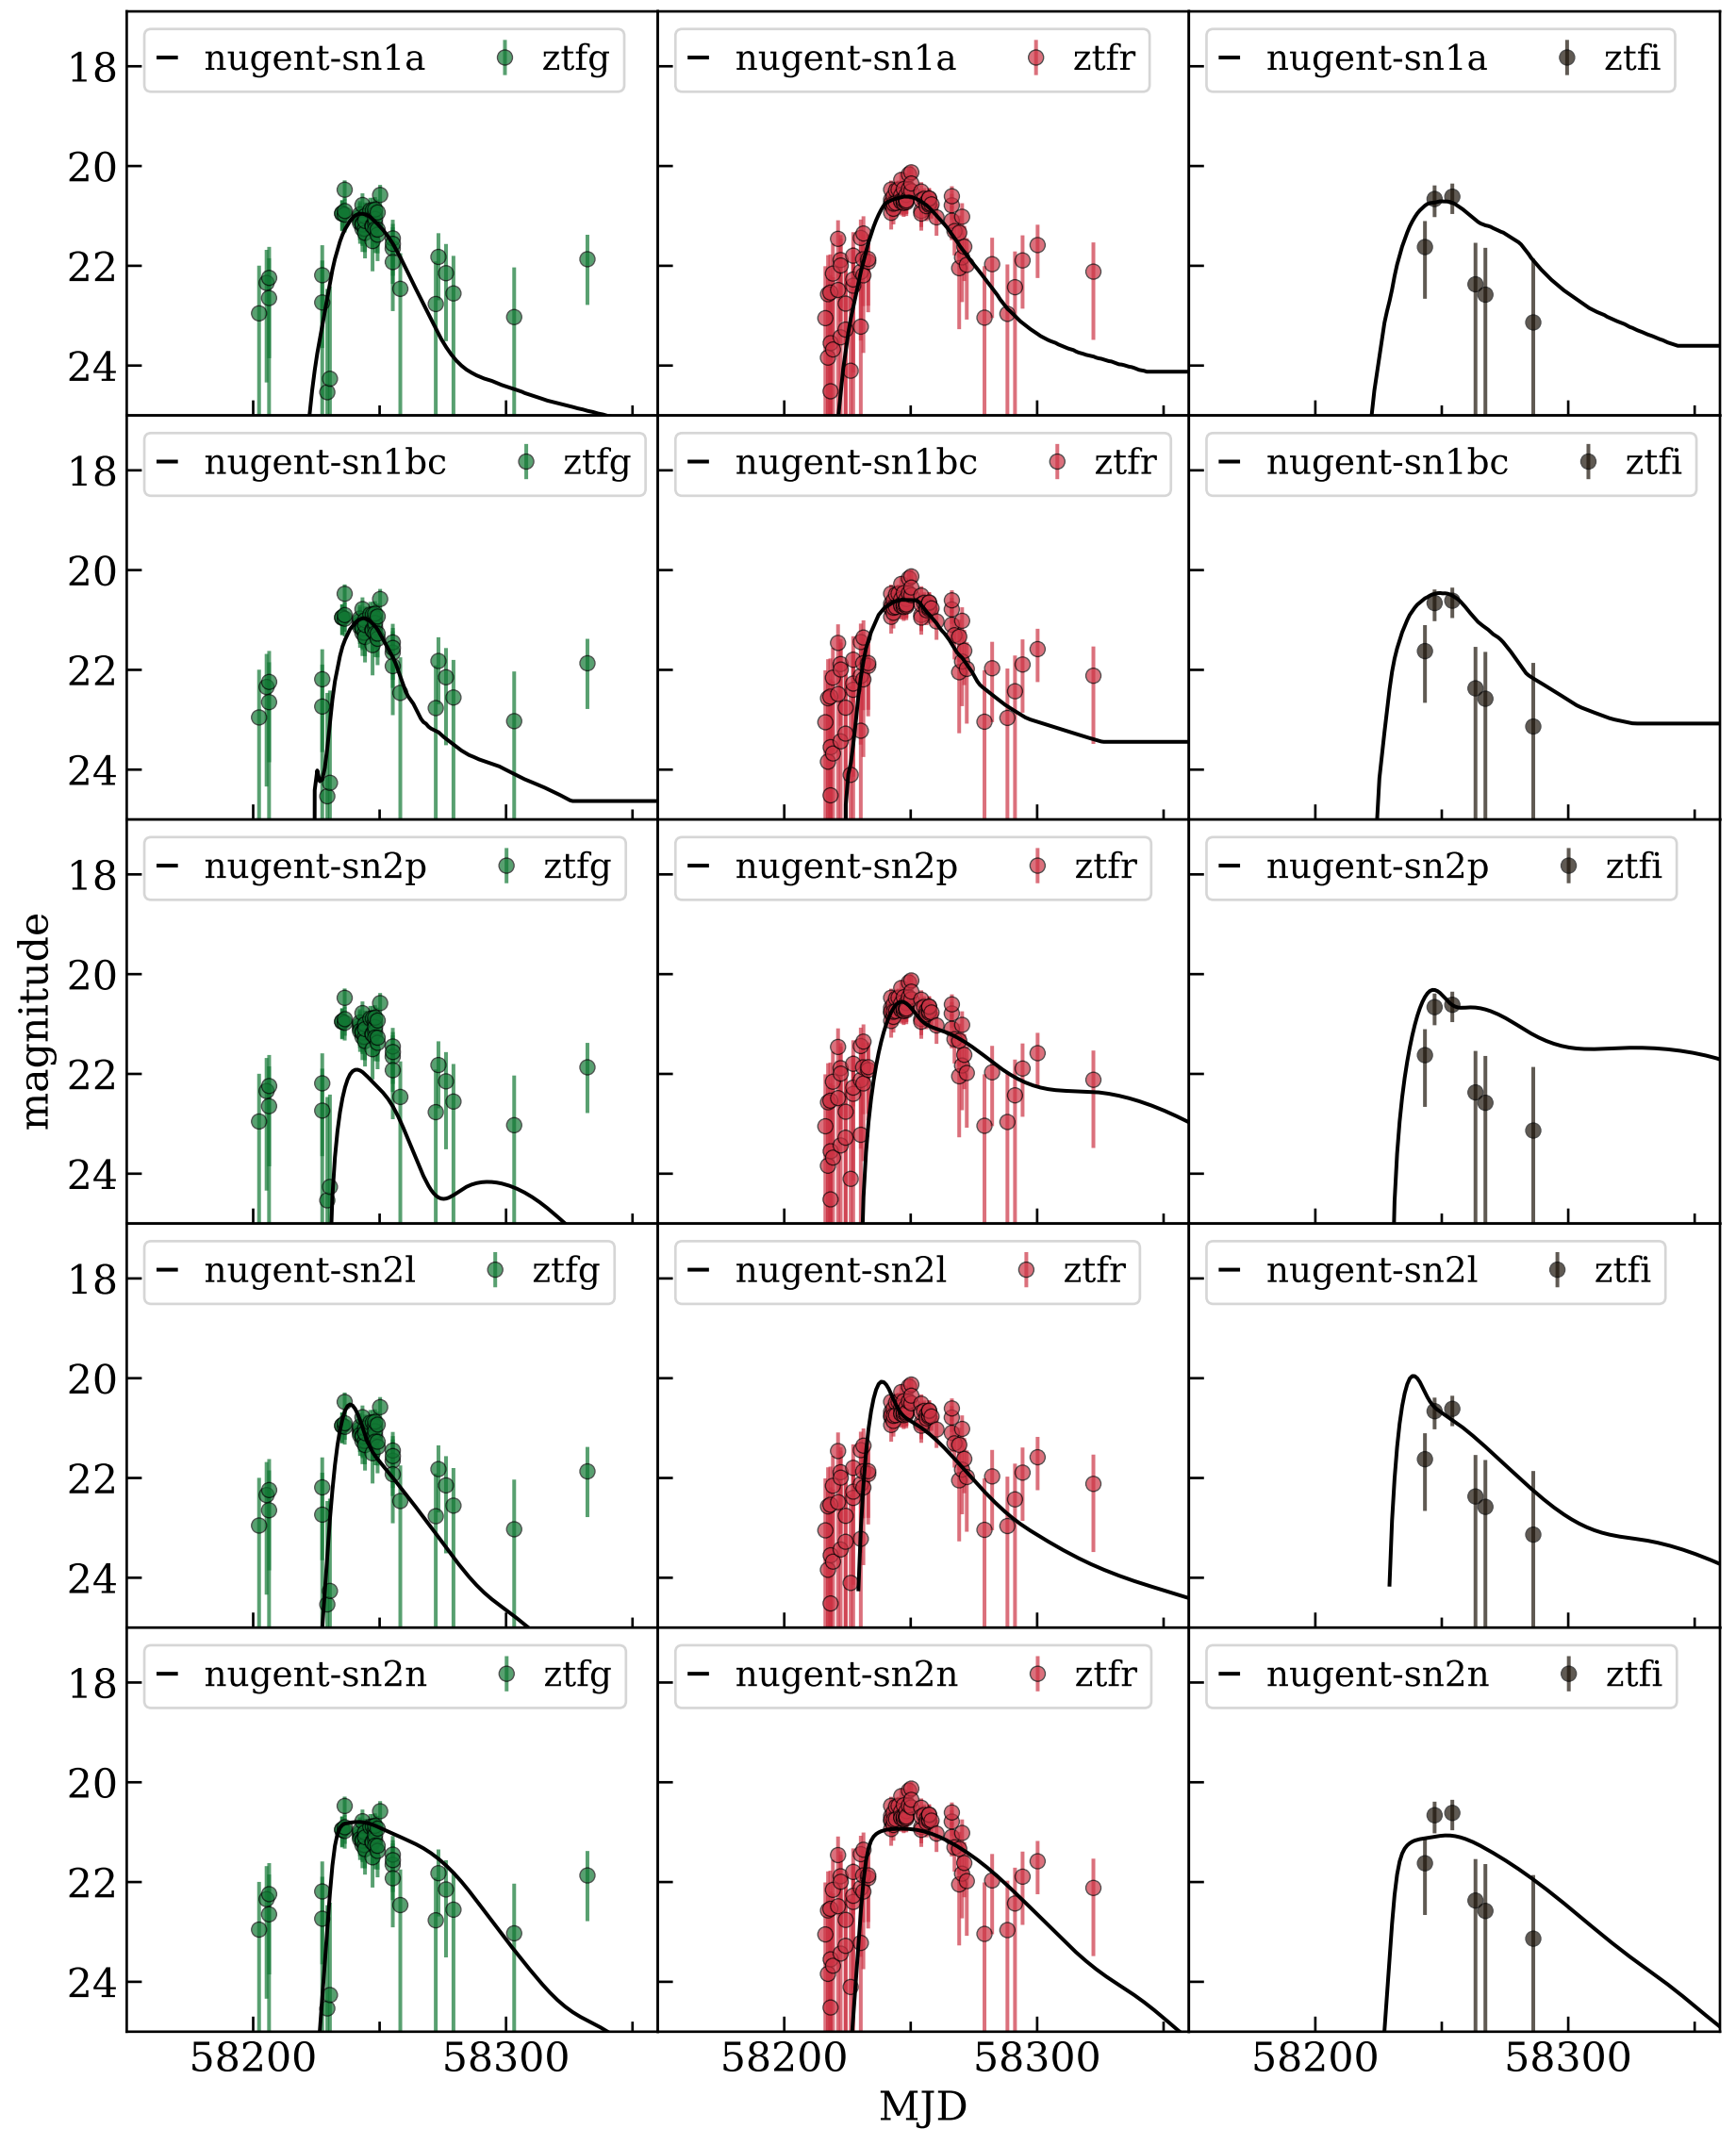 nugent-sn1a ztfg
nugent-sn1a ztfr
nugent-sn1a ztfi
18
20
22
24
nugent-sn1bc ztfg
nugent-sn1bc ztfr
nugent-sn1bc ztfi
18
20
22
24
nugent-sn2p ztfg
nugent-sn2p ztfr
nugent-sn2p ztfi
18
20
22
24
magnitude
nugent-sn2l ztfg
nugent-sn2l ztfr
nugent-sn2l ztfi
18
20
22
24
nugent-sn2n ztfg
nugent-sn2n ztfr
nugent-sn2n ztfi
18
20
22
24
58200 58300 58200 58300 58200 58300
MJD